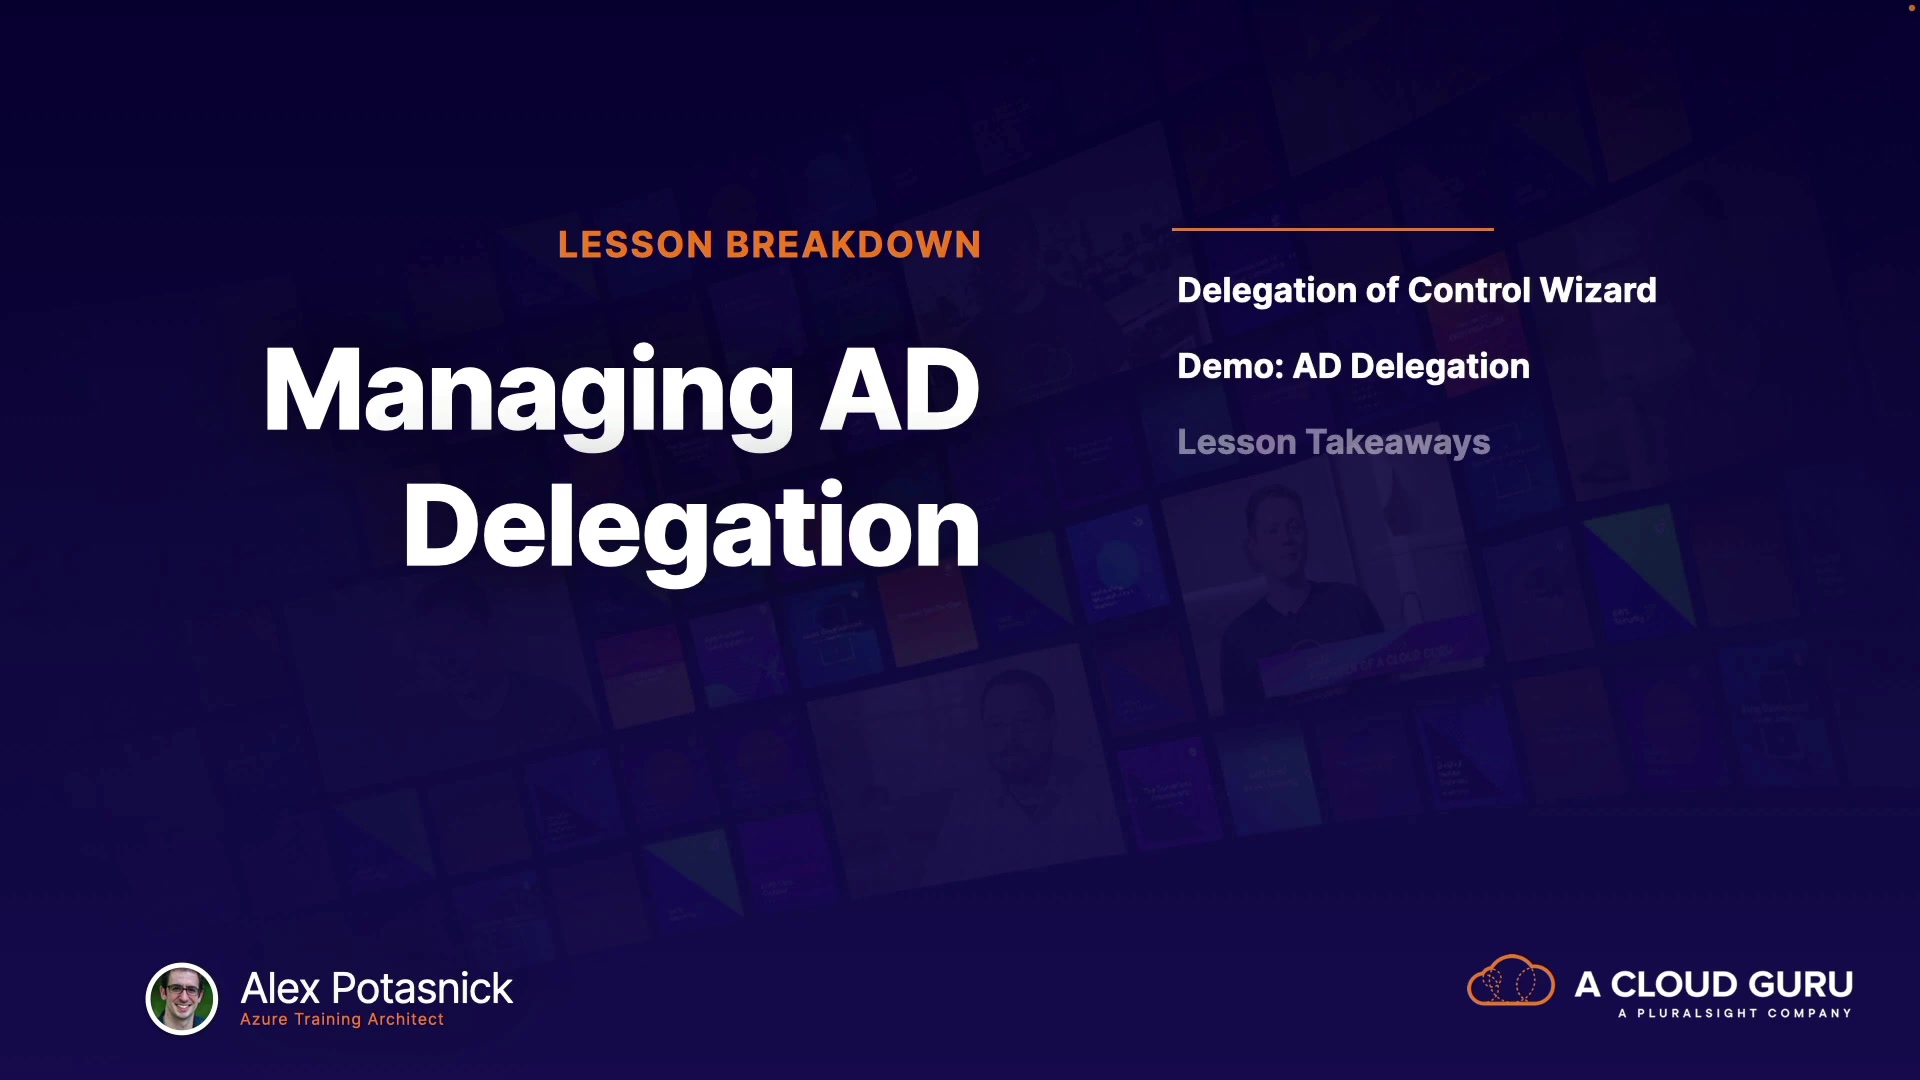 LESSON BREAKDOWN
Managing AD
Delegation
Delegation of Control Wizard
Demo: AD Delegation
Lesson Takeaways
Alex Potasnick
Azure Training Architect
A CLOUD GURU
A PLURALSIGHT COMPANY